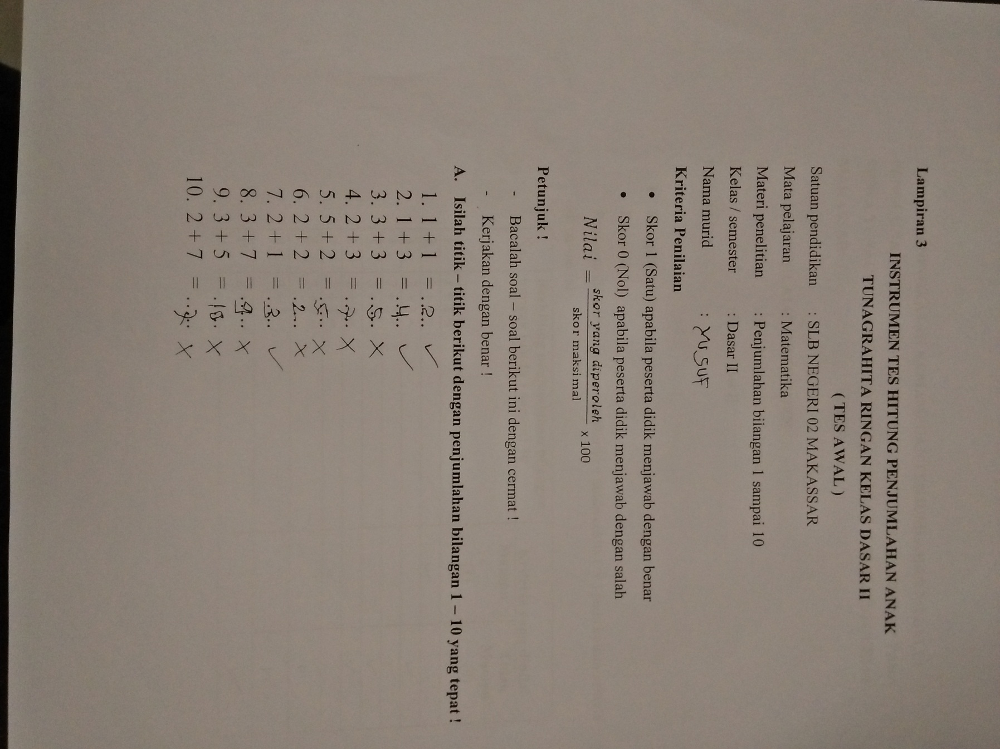 Lampiran 3
INSTRUMEN TES HITUNG PENJUMLAHAN ANAK
TUNAGRAHITA RINGAN KELAS DASAR II
( TES AWAL )
Satuan pendidikan : SLB NEGERI 02 MAKASSAR
Mata pelajaran : Matematika
Materi penelitian : Penjumlahan bilangan 1 sampai 10
Kelas / semester : Dasar II
Nama murid : YUSUF
Kriteria Penilaian
• Skor 1 (Satu) apabila peserta didik menjawab dengan benar
• Skor 0 (Nol) apabila peserta didik menjawab dengan salah
Nilai = skor yang diperoleh / skor maksimal x 100
Petunjuk !
- Bacalah soal – soal berikut ini dengan cermat !
- Kerjakan dengan benar !
A. Isilah titik – titik berikut dengan penjumlahan bilangan 1 – 10 yang tepat !
1. 1 + 1 = ..2.. ✓
2. 1 + 3 = ..4.. ✓
3. 3 + 3 = ..5.. X
4. 2 + 3 = ..7.. X
5. 5 + 2 = ..5... X
6. 2 + 2 = ..2... X
7. 2 + 1 = ..3.. ✓
8. 3 + 7 = ..9... X
9. 3 + 5 = ..10.. X
10. 2 + 7 = ..7... X